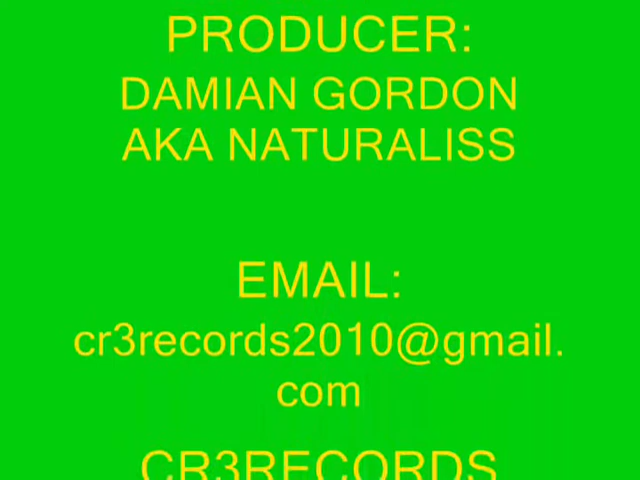 PRODUCER:
DAMIAN GORDON
AKA NATURALISS
EMAIL:
cr3records2010@gmail.
com
CR3RECORDS